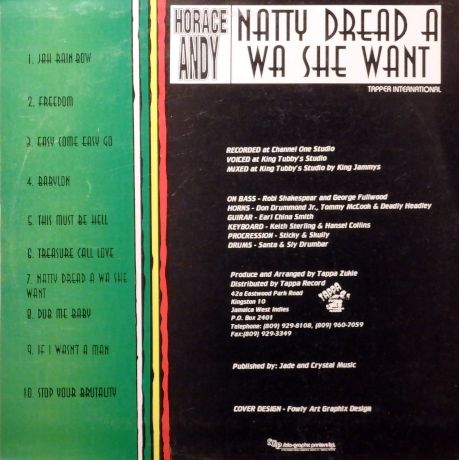 HORACE
ANDY
NATTY DREAD A
WA SHE WANT
TAPPER INTERNATIONAL
1. JAH RAIN BOW
2. FREEDOM
3. EASY COME EASY GO
4. BABYLON
5. THIS MUST BE HELL
6. TREASURE CALL LOVE
7. NATTY DREAD A WA SHE
WANT
8. DUB ME BABY
9. IF I WASN'T A MAN
10. STOP YOUR BRUTALITY
RECORDED at Channel One Studio
VOICED at King Tubby's Studio
MIXED at King Tubby's Studio by King Jammys
ON BASS - Robi Shakespear and George Fullwood
HORNS - Don Drummond Jr., Tommy McCook & Deadly Headley
GUIRAR - Earl China Smith
KEYBOARD - Keith Sterling & Hansel Collins
PROCRESSION - Sticky & Skully
DRUMS - Santa & Sly Drumbar
Produce and Arranged by Tappa Zukie
Distributed by Tappa Record
42a Eastwood Park Road
Kingston 10
Jamaica West Indies
P.O. Box 2401
Telephone: (809) 929-8108, (809) 960-7059
Fax:(809) 929-3349
TAPPA
Published by: Jade and Crystal Music
COVER DESIGN - Fowly Art Graphix Design